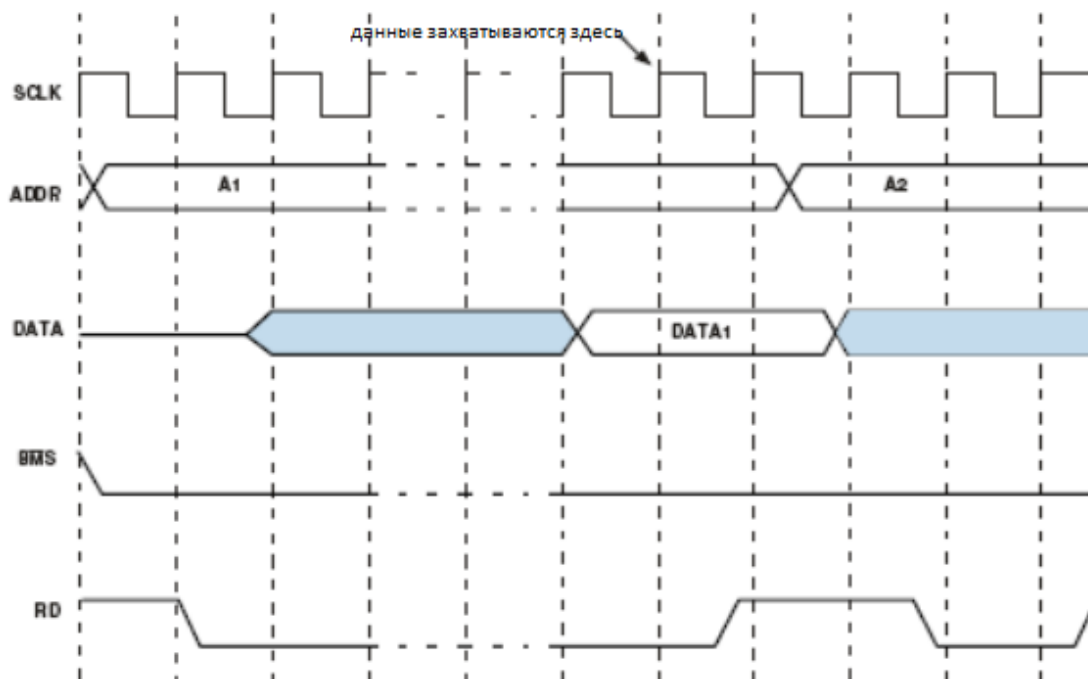 данные захватываются здесь
SCLK
ADDR
A1
A2
DATA
DATA1
BMS
RD